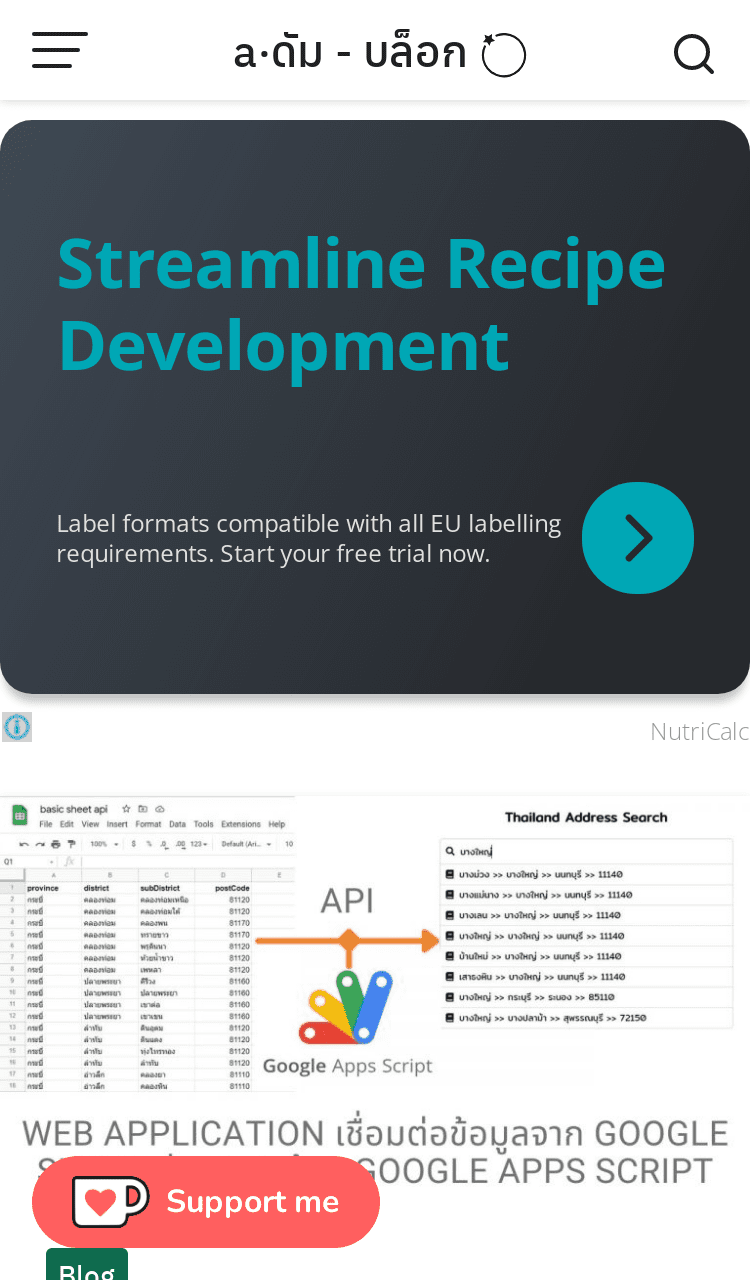 a·ดัม - บล็อก
Streamline Recipe
Development
Label formats compatible with all EU labelling
requirements. Start your free trial now.
NutriCalc
basic sheet api
File Edit View Insert Format Data Tools Extensions Help
100% $ % .0 .00 123 Default (Ari... 10
Q1 fx
A B C D E
1 province district subDistrict postCode
2 กระบี่ คลองท่อม คลองท่อมเหนือ 81120
3 กระบี่ คลองท่อม คลองท่อมใต้ 81120
4 กระบี่ คลองท่อม คลองพน 81170
5 กระบี่ คลองท่อม ทรายขาว 81170
6 กระบี่ คลองท่อม พรุดินนา 81120
7 กระบี่ คลองท่อม ห้วยน้ำขาว 81120
8 กระบี่ คลองท่อม เพหลา 81120
9 กระบี่ ปลายพระยา คีรีวง 81160
10 กระบี่ ปลายพระยา ปลายพระยา 81160
11 กระบี่ ปลายพระยา เขาต่อ 81160
12 กระบี่ ปลายพระยา เขาเขน 81160
13 กระบี่ ลำทับ ดินอุดม 81120
14 กระบี่ ลำทับ ดินแดง 81120
15 กระบี่ ลำทับ ทุ่งไทรทอง 81120
16 กระบี่ ลำทับ ลำทับ 81120
17 กระบี่ อ่าวลึก คลองยา 81110
18 กระบี่ อ่าวลึก คลองหิน 81110
API
Google Apps Script
Thailand Address Search
บางใหญ่
บางม่วง >> บางใหญ่ >> นนทบุรี >> 11140
บางแม่นาง >> บางใหญ่ >> นนทบุรี >> 11140
บางเลน >> บางใหญ่ >> นนทบุรี >> 11140
บางใหญ่ >> บางใหญ่ >> นนทบุรี >> 11140
บ้านใหม่ >> บางใหญ่ >> นนทบุรี >> 11140
เสาธงหิน >> บางใหญ่ >> นนทบุรี >> 11140
บางใหญ่ >> กระบุรี >> ระนอง >> 85110
บางใหญ่ >> บางปลาม้า >> สุพรรณบุรี >> 72150
WEB APPLICATION เชื่อมต่อข้อมูลจาก GOOGLE
GOOGLE APPS SCRIPT
Support me
Blog